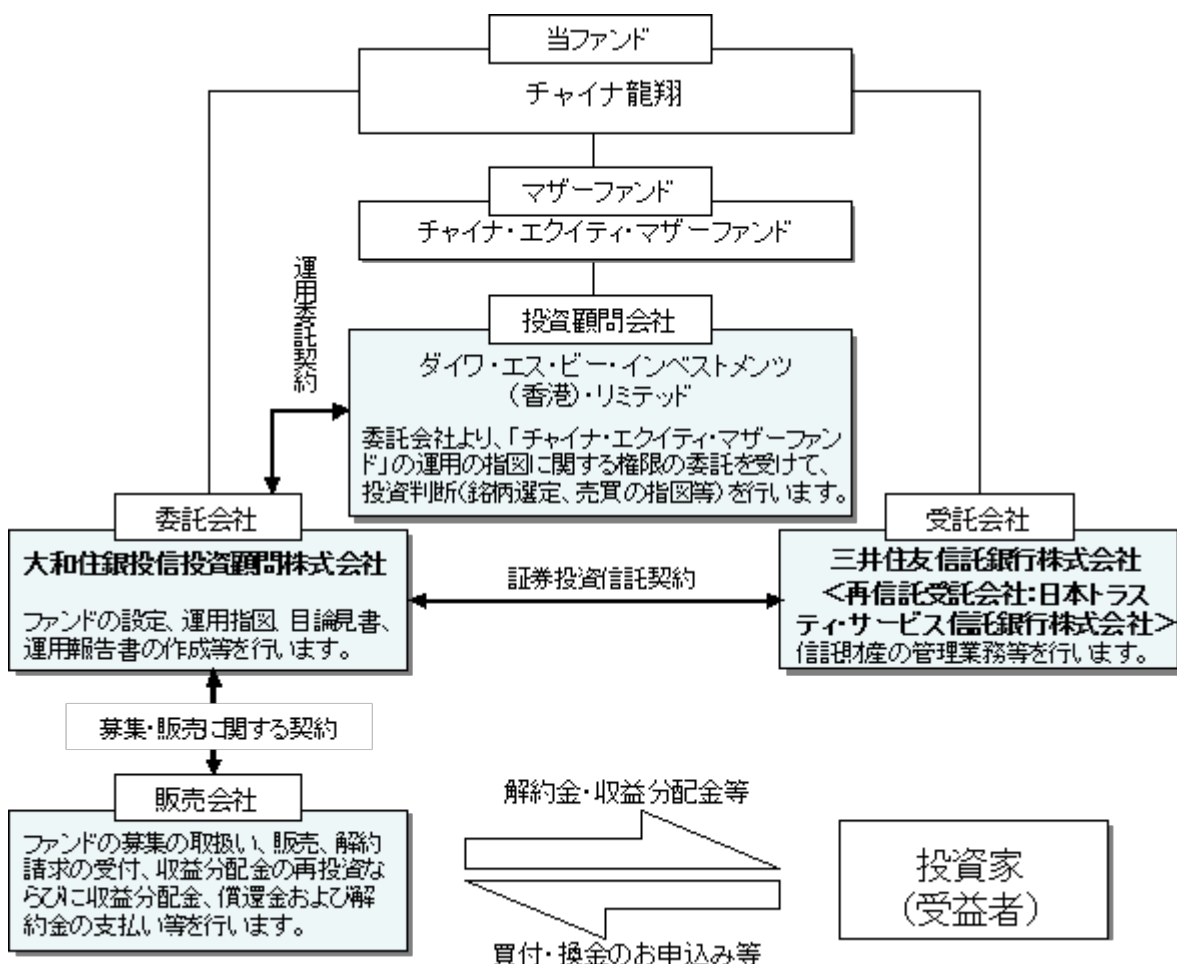 当ファンド
チャイナ龍翔
マザーファンド
チャイナ・エクイティ・マザーファンド
運用委託契約
投資顧問会社
ダイワ・エス・ビー・インベストメンツ
(香港)・リミテッド
委託会社より、「チャイナ・エクイティ・マザーファン
ド」の運用の指図に関する権限の委託を受けて、
投資判断(銘柄選定、売買の指図等)を行います。
委託会社
大和住銀投信投資顧問株式会社
ファンドの設定、運用指図、目論見書、
運用報告書の作成等を行います。
証券投資信託契約
受託会社
三井住友信託銀行株式会社
<再信託受託会社:日本トラス
ティ・サービス信託銀行株式会社>
信託財産の管理業務等を行います。
募集・販売に関する契約
販売会社
ファンドの募集の取扱い、販売、解約
請求の受付、収益分配金の再投資な
らびに収益分配金、償還金および解
約金の支払い等を行います。
解約金・収益分配金等
買付・換金のお申込み等
投資家
(受益者)